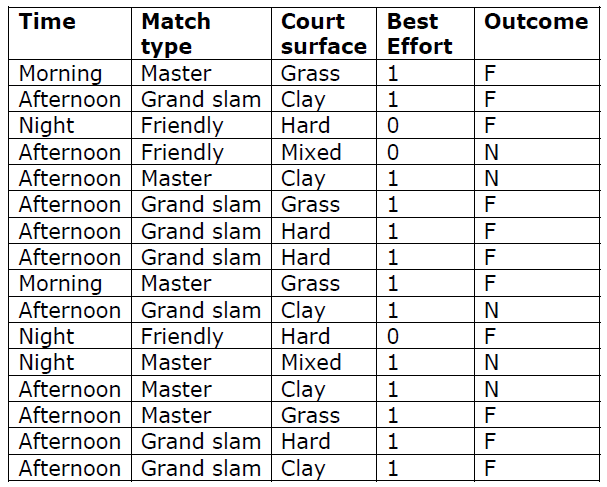 Time Match type Court surface Best Effort Outcome
Morning Master Grass 1 F
Afternoon Grand slam Clay 1 F
Night Friendly Hard 0 F
Afternoon Friendly Mixed 0 N
Afternoon Master Clay 1 N
Afternoon Grand slam Grass 1 F
Afternoon Grand slam Hard 1 F
Afternoon Grand slam Hard 1 F
Morning Master Grass 1 F
Afternoon Grand slam Clay 1 N
Night Friendly Hard 0 F
Night Master Mixed 1 N
Afternoon Master Clay 1 N
Afternoon Master Grass 1 F
Afternoon Grand slam Hard 1 F
Afternoon Grand slam Clay 1 F